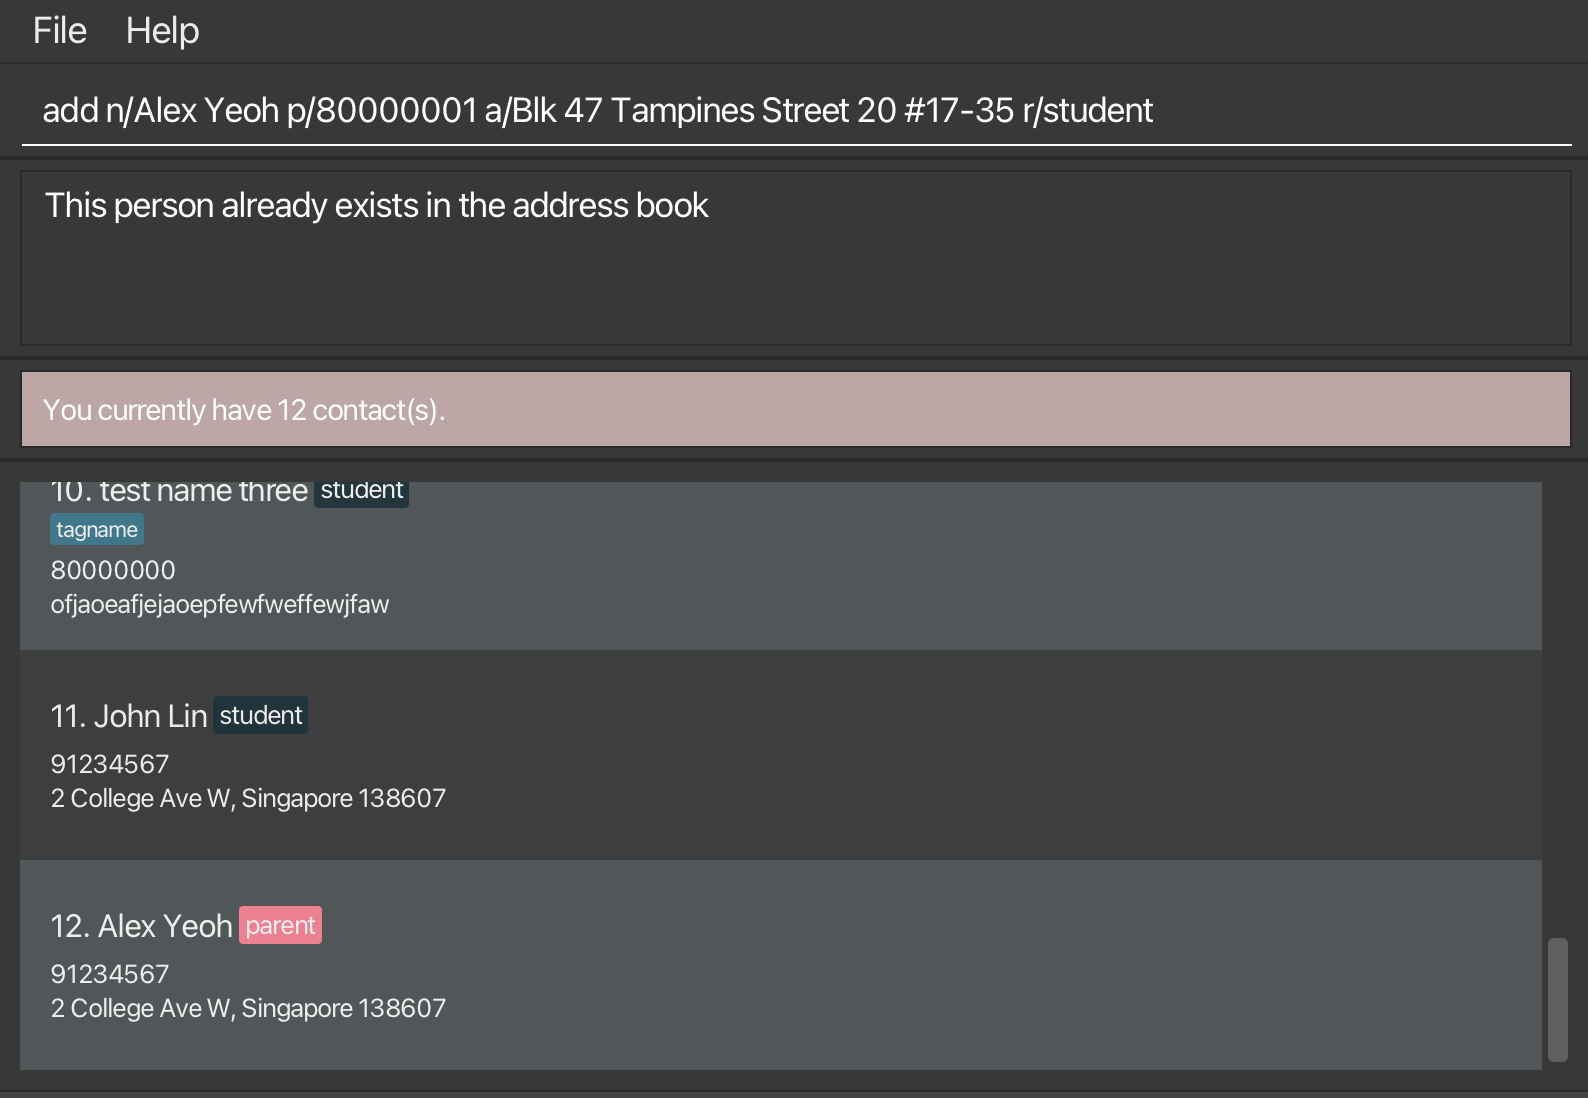 File Help
add n/Alex Yeoh p/80000001 a/Blk 47 Tampines Street 20 #17-35 r/student
This person already exists in the address book
You currently have 12 contact(s).
10. test name three student
tagname
80000000
ofjaoeafjejaoepfewfweffewjfaw
11. John Lin student
91234567
2 College Ave W, Singapore 138607
12. Alex Yeoh parent
91234567
2 College Ave W, Singapore 138607